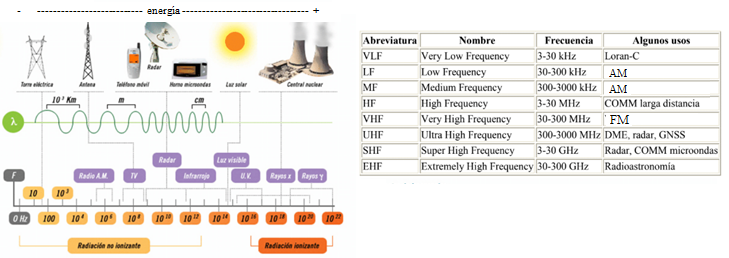 - -------------------------- energía -------------------------------- +
Torre eléctrica
Antena
Teléfono móvil
Radar
Horno microondas
Luz solar
Central nuclear
10³ Km
m
cm
λ
Radar
Luz visible
Radio A.M.
TV
Infrarrojo
U.V.
Rayos x
Rayos γ
F
10 10³
0 Hz 100 10⁴ 10⁶ 10⁸ 10¹⁰ 10¹² 10¹⁴ 10¹⁶ 10¹⁸ 10²⁰ 10²²
Radiación no ionizante
Radiación ionizante
Abreviatura Nombre Frecuencia Algunos usos
VLF Very Low Frequency 3-30 kHz Loran-C
LF Low Frequency 30-300 kHz AM
MF Medium Frequency 300-3000 kHz AM
HF High Frequency 3-30 MHz COMM larga distancia
VHF Very High Frequency 30-300 MHz FM
UHF Ultra High Frequency 300-3000 MHz DME, radar, GNSS
SHF Super High Frequency 3-30 GHz Radar, COMM microondas
EHF Extremely High Frequency 30-300 GHz Radioastronomía